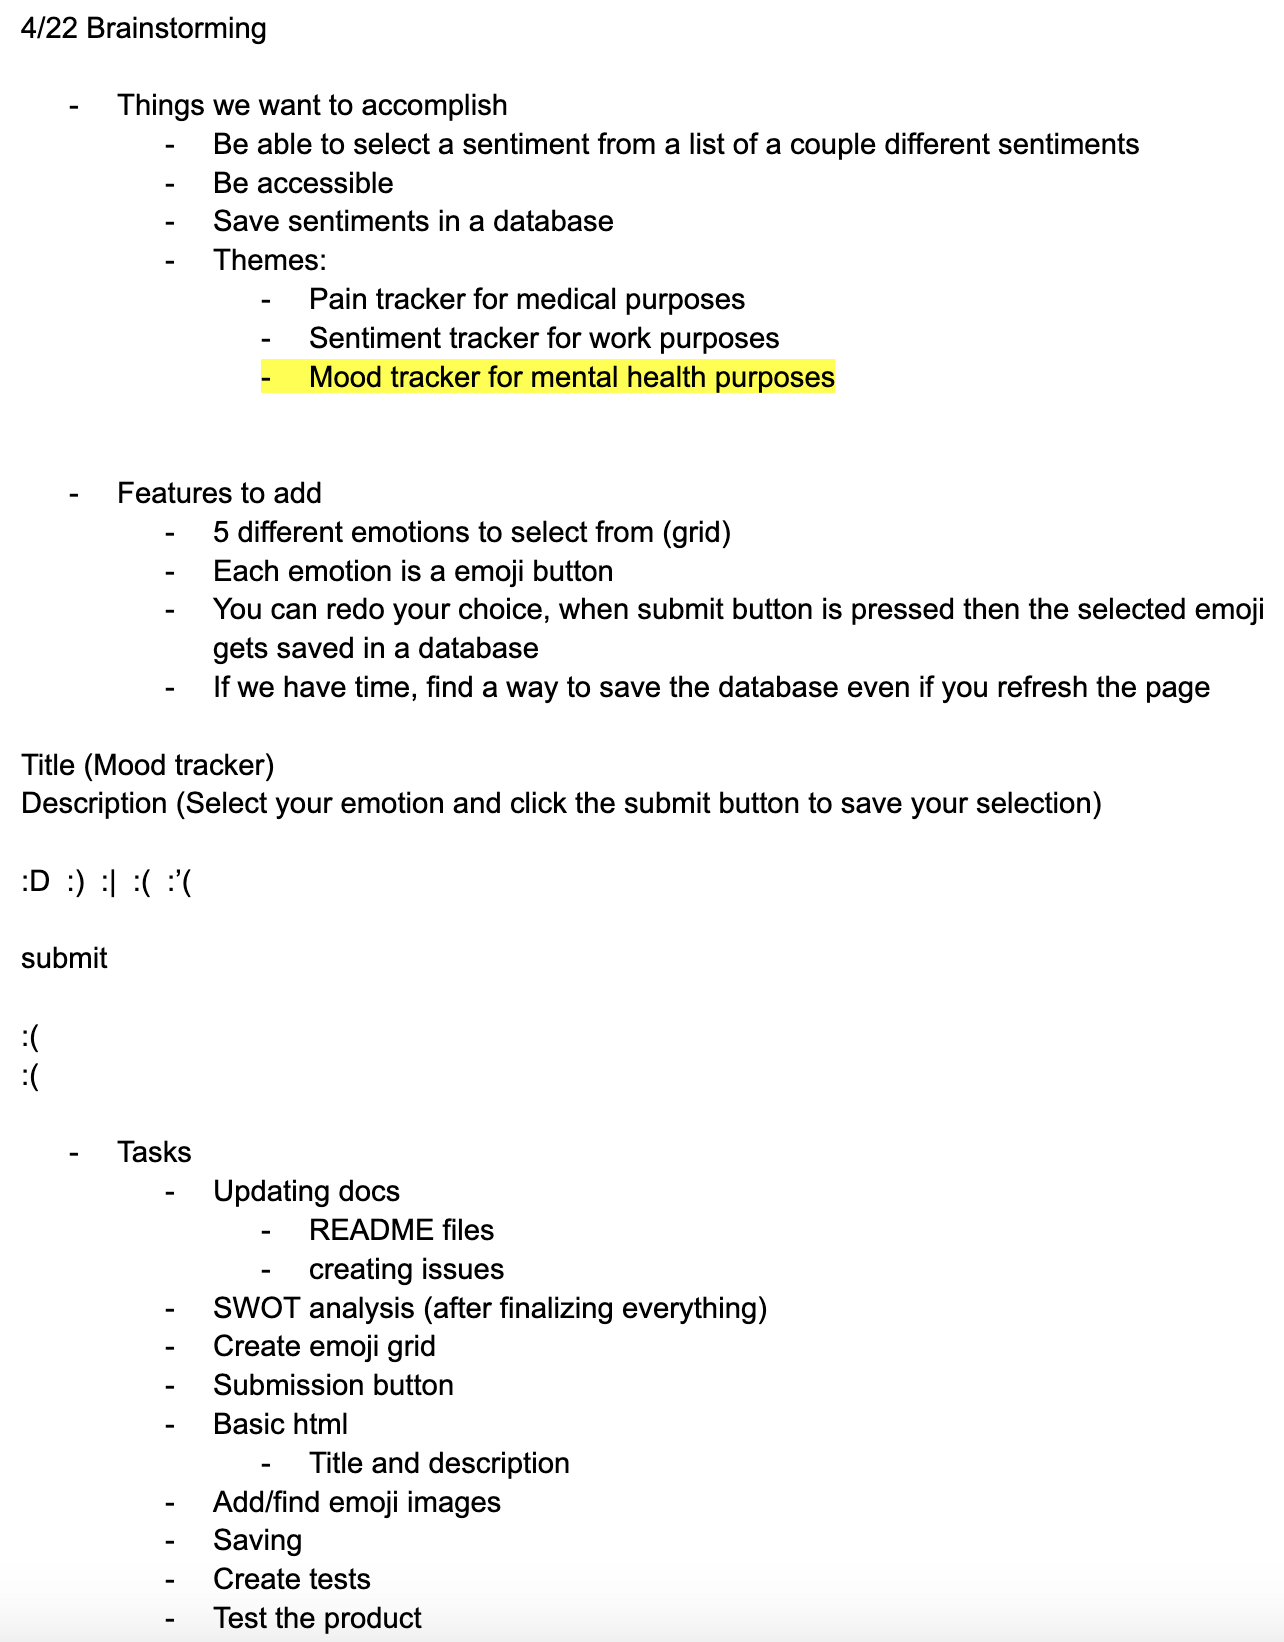 4/22 Brainstorming
- Things we want to accomplish
- Be able to select a sentiment from a list of a couple different sentiments
- Be accessible
- Save sentiments in a database
- Themes:
- Pain tracker for medical purposes
- Sentiment tracker for work purposes
- Mood tracker for mental health purposes
- Features to add
- 5 different emotions to select from (grid)
- Each emotion is a emoji button
- You can redo your choice, when submit button is pressed then the selected emoji
gets saved in a database
- If we have time, find a way to save the database even if you refresh the page
Title (Mood tracker)
Description (Select your emotion and click the submit button to save your selection)
:D :) :| :( :’(
submit
:(
:(
- Tasks
- Updating docs
- README files
- creating issues
- SWOT analysis (after finalizing everything)
- Create emoji grid
- Submission button
- Basic html
- Title and description
- Add/find emoji images
- Saving
- Create tests
- Test the product